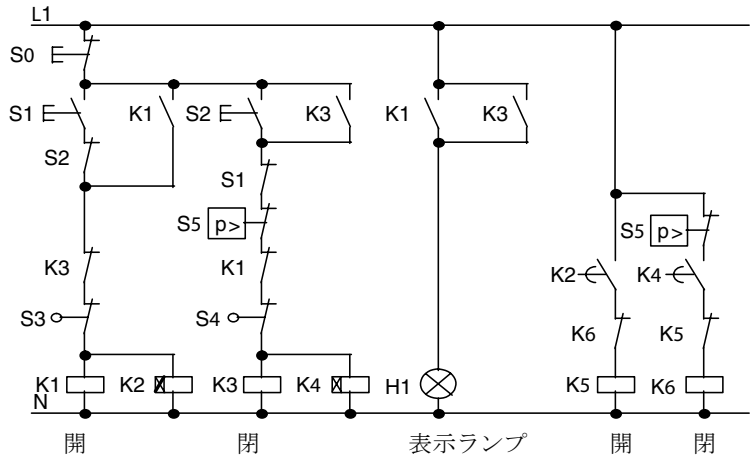 L1
S0
S1 K1 S2 K3 K1 K3
S2
S1
S5 p> S5 p>
K3 K1 K2 K4
S3 S4 K6 K5
K1 K2 K3 K4 H1 K5 K6
N
開 閉 表示ランプ 開 閉